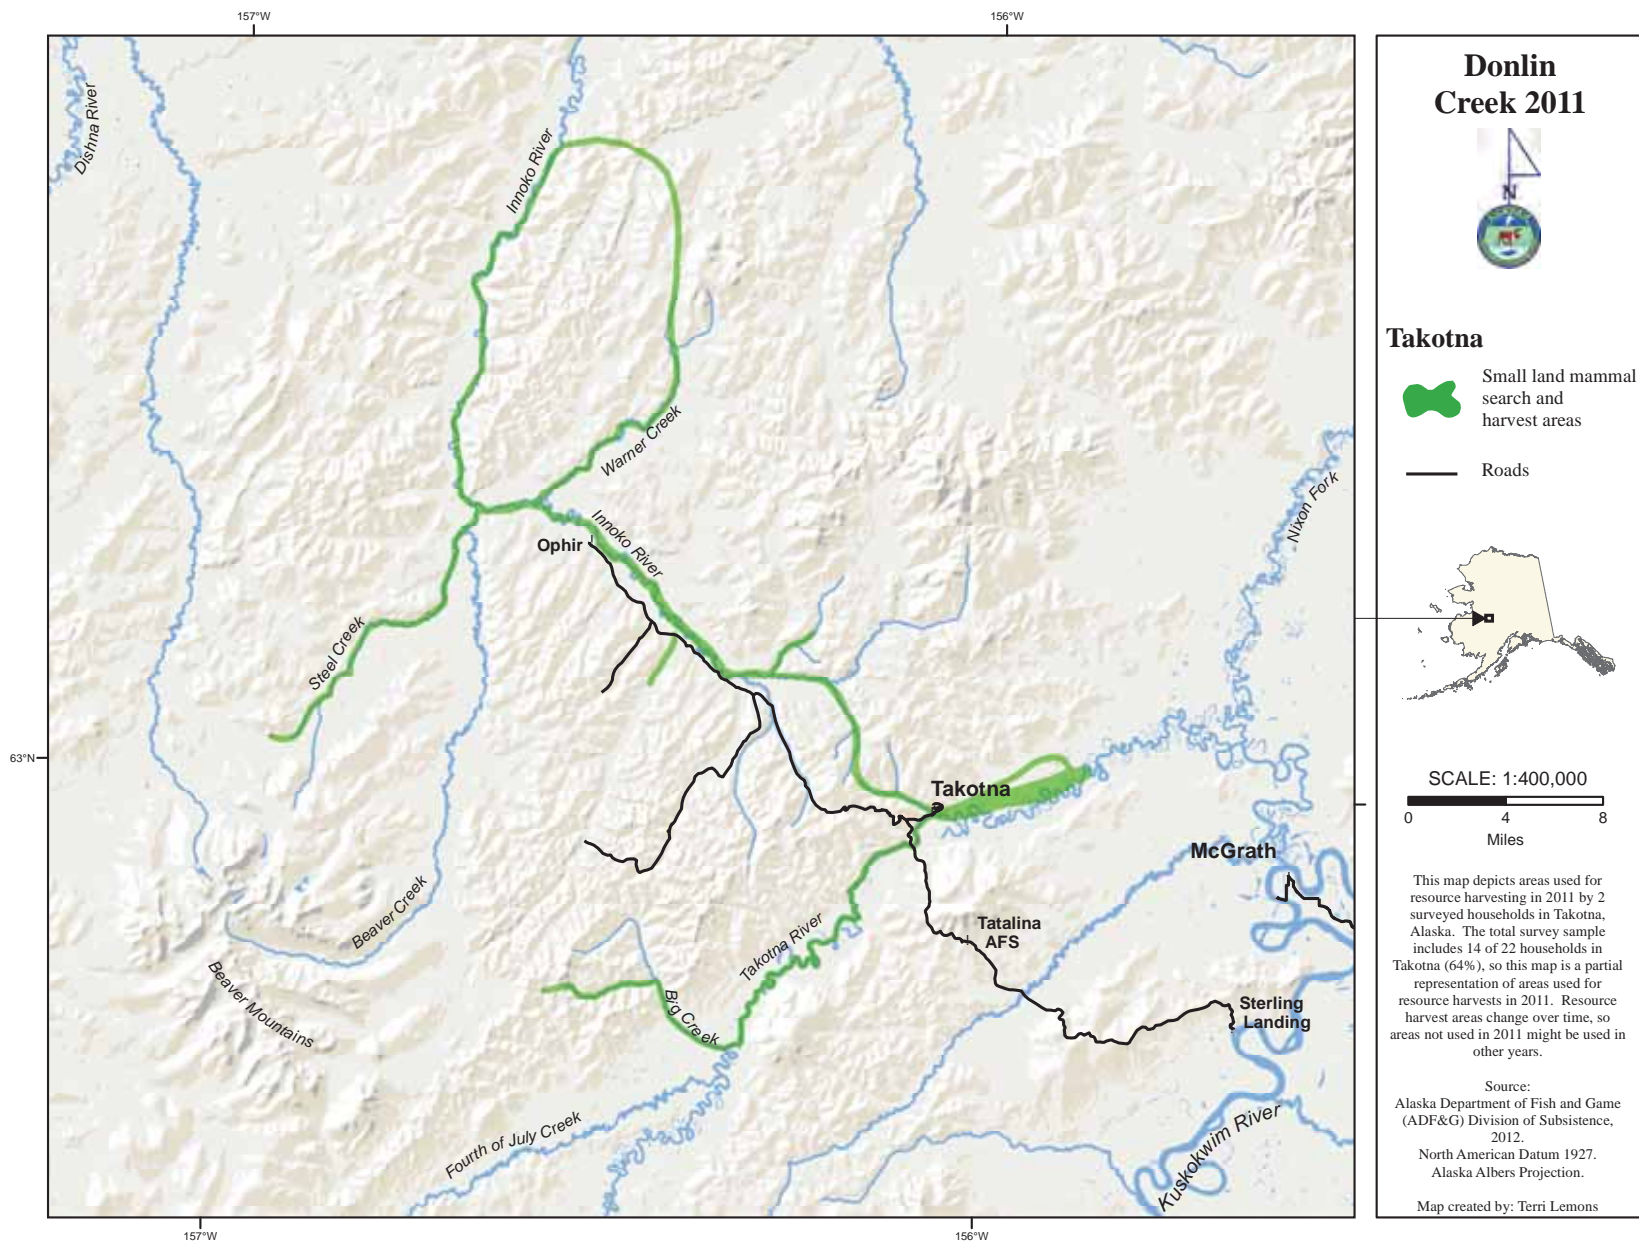 157°W
156°W
Dishna River
Innoko River
Warner Creek
Innoko River
Ophir
Nixon Fork
Steel Creek
63°N
Takotna
McGrath
Beaver Creek
Takotna River
Tatalina
AFS
Beaver Mountains
Big Creek
Sterling
Landing
Fourth of July Creek
Kuskokwim River
157°W
156°W
Donlin
Creek 2011
N
Takotna
Small land mammal
search and
harvest areas
Roads
SCALE: 1:400,000
0 4 8
Miles
This map depicts areas used for
resource harvesting in 2011 by 2
surveyed households in Takotna,
Alaska. The total survey sample
includes 14 of 22 households in
Takotna (64%), so this map is a partial
representation of areas used for
resource harvests in 2011. Resource
harvest areas change over time, so
areas not used in 2011 might be used in
other years.
Source:
Alaska Department of Fish and Game
(ADF&G) Division of Subsistence,
2012.
North American Datum 1927.
Alaska Albers Projection.
Map created by: Terri Lemons